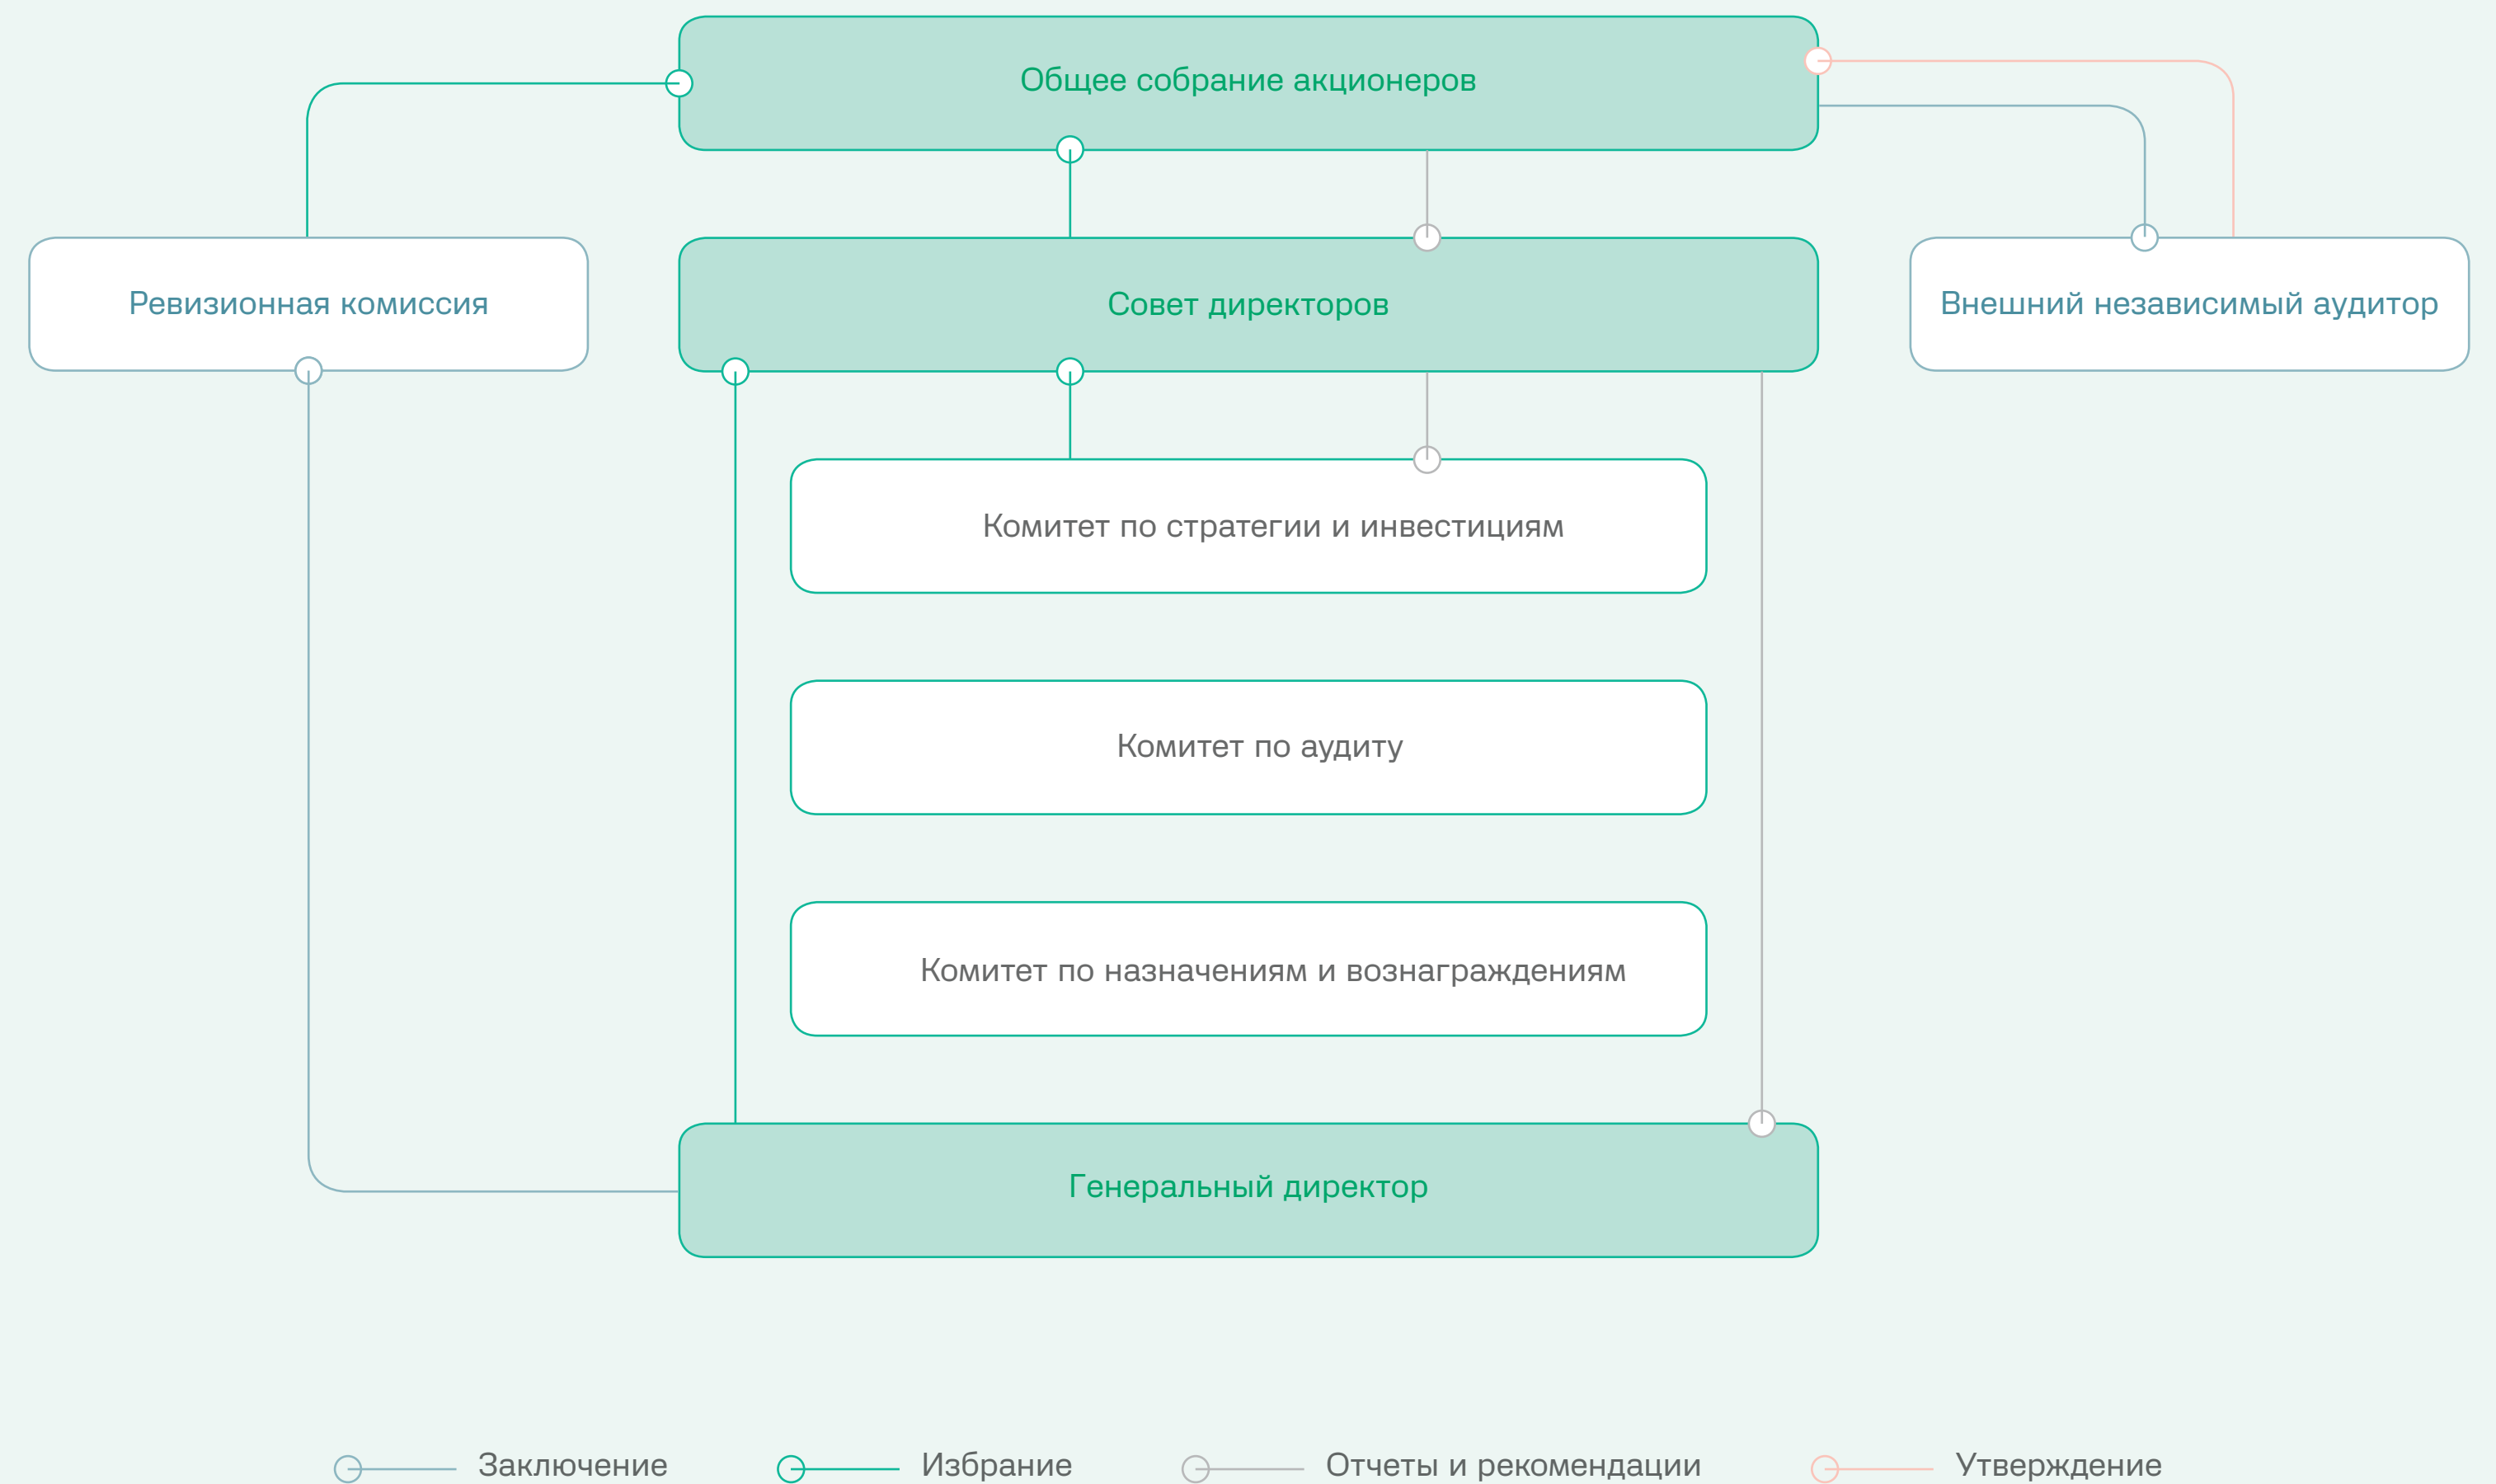 Общее собрание акционеров
Ревизионная комиссия
Совет директоров
Внешний независимый аудитор
Комитет по стратегии и инвестициям
Комитет по аудиту
Комитет по назначениям и вознаграждениям
Генеральный директор
Заключение
Избрание
Отчеты и рекомендации
Утверждение